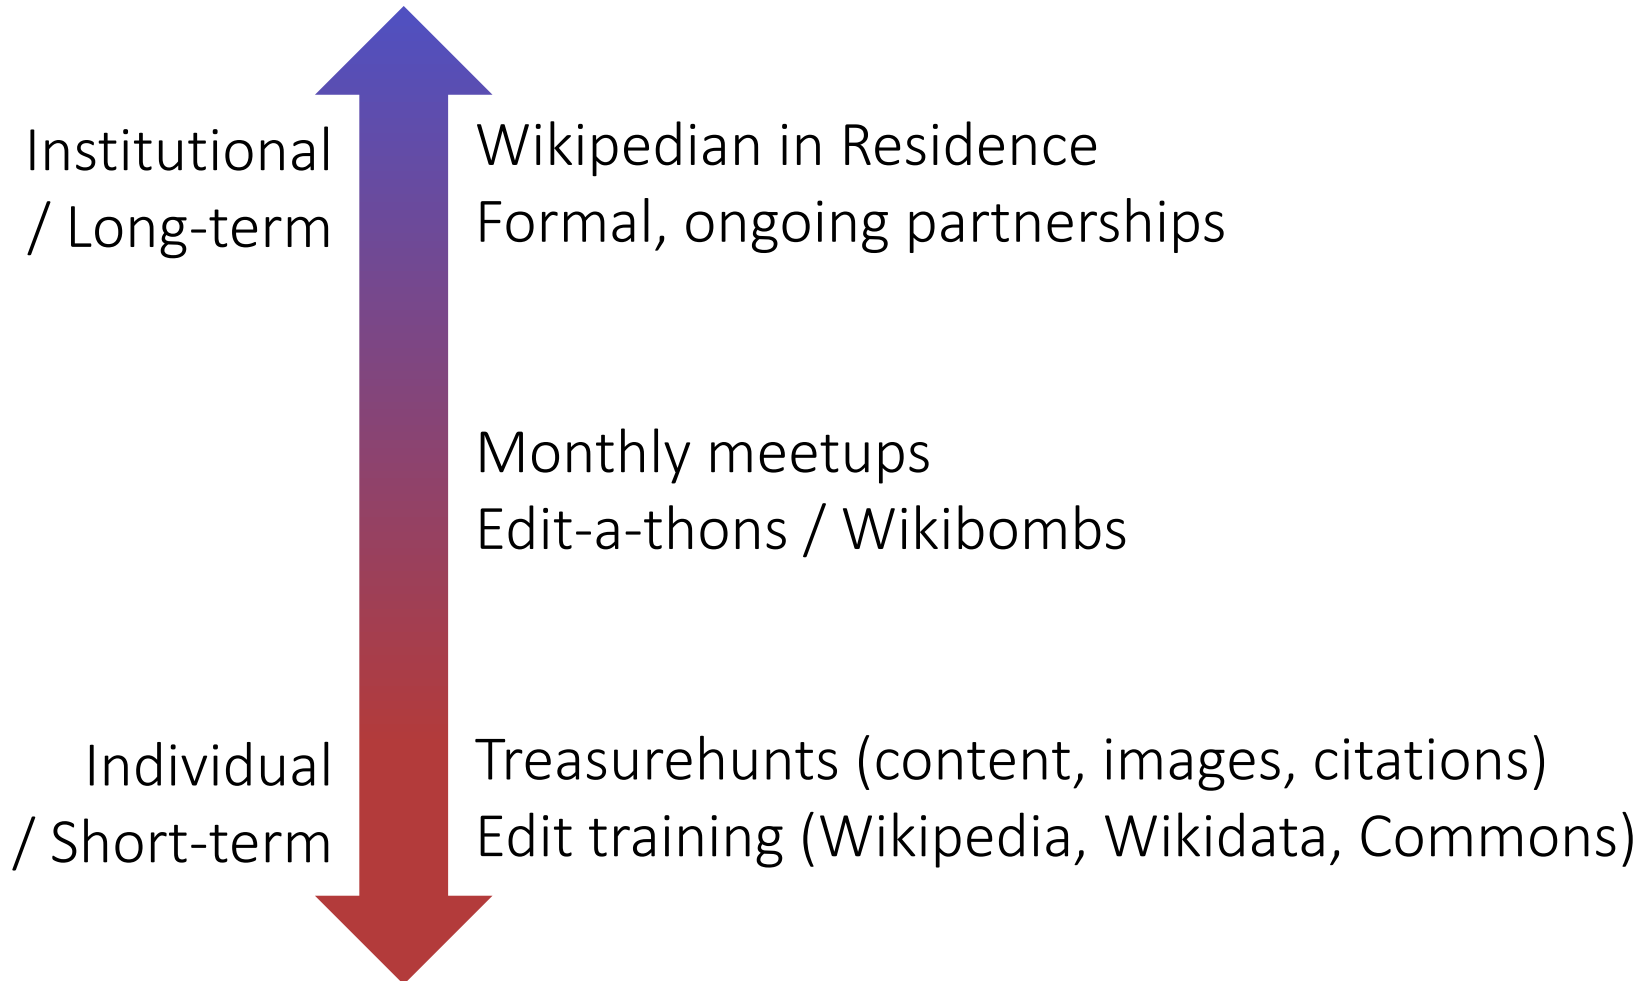 Institutional
/ Long-term
Wikipedian in Residence
Formal, ongoing partnerships
Monthly meetups
Edit-a-thons / Wikibombs
Individual
/ Short-term
Treasurehunts (content, images, citations)
Edit training (Wikipedia, Wikidata, Commons)